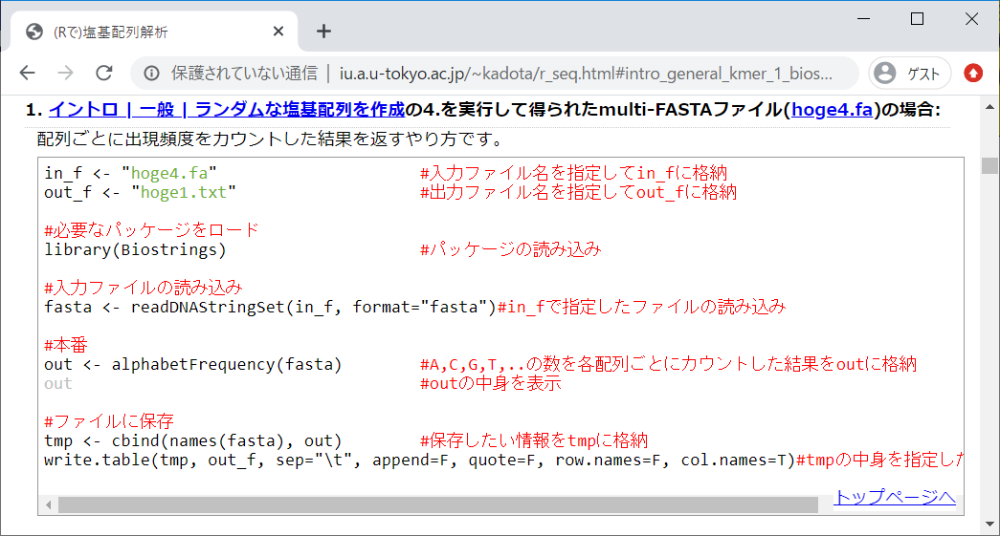 (Rで)塩基配列解析
保護されていない通信 | iu.a.u-tokyo.ac.jp/~kadota/r_seq.html#intro_general_kmer_1_bios...
ゲスト
1. イントロ | 一般 | ランダムな塩基配列を作成の4.を実行して得られたmulti-FASTAファイル(hoge4.fa)の場合:
配列ごとに出現頻度をカウントした結果を返すやり方です。
in_f <- "hoge4.fa" #入力ファイル名を指定してin_fに格納
out_f <- "hoge1.txt" #出力ファイル名を指定してout_fに格納
#必要なパッケージをロード
library(Biostrings) #パッケージの読み込み
#入力ファイルの読み込み
fasta <- readDNAStringSet(in_f, format="fasta")#in_fで指定したファイルの読み込み
#本番
out <- alphabetFrequency(fasta) #A,C,G,T,..の数を各配列ごとにカウントした結果をoutに格納
out #outの中身を表示
#ファイルに保存
tmp <- cbind(names(fasta), out) #保存したい情報をtmpに格納
write.table(tmp, out_f, sep="\t", append=F, quote=F, row.names=F, col.names=T)#tmpの中身を指定した
トップページへ